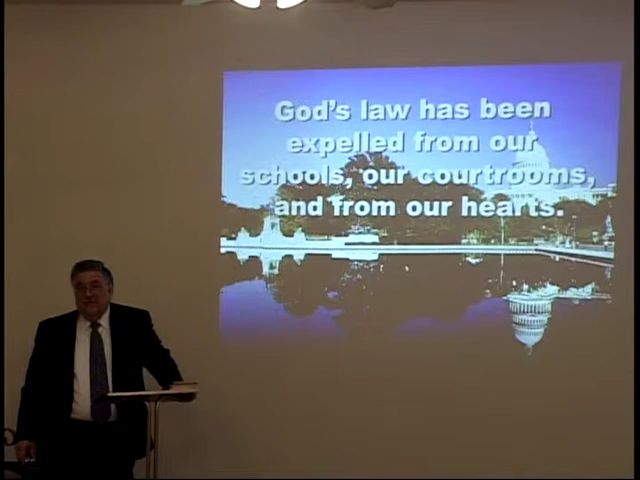 God's law has been
expelled from our
schools, our courtrooms,
and from our hearts.